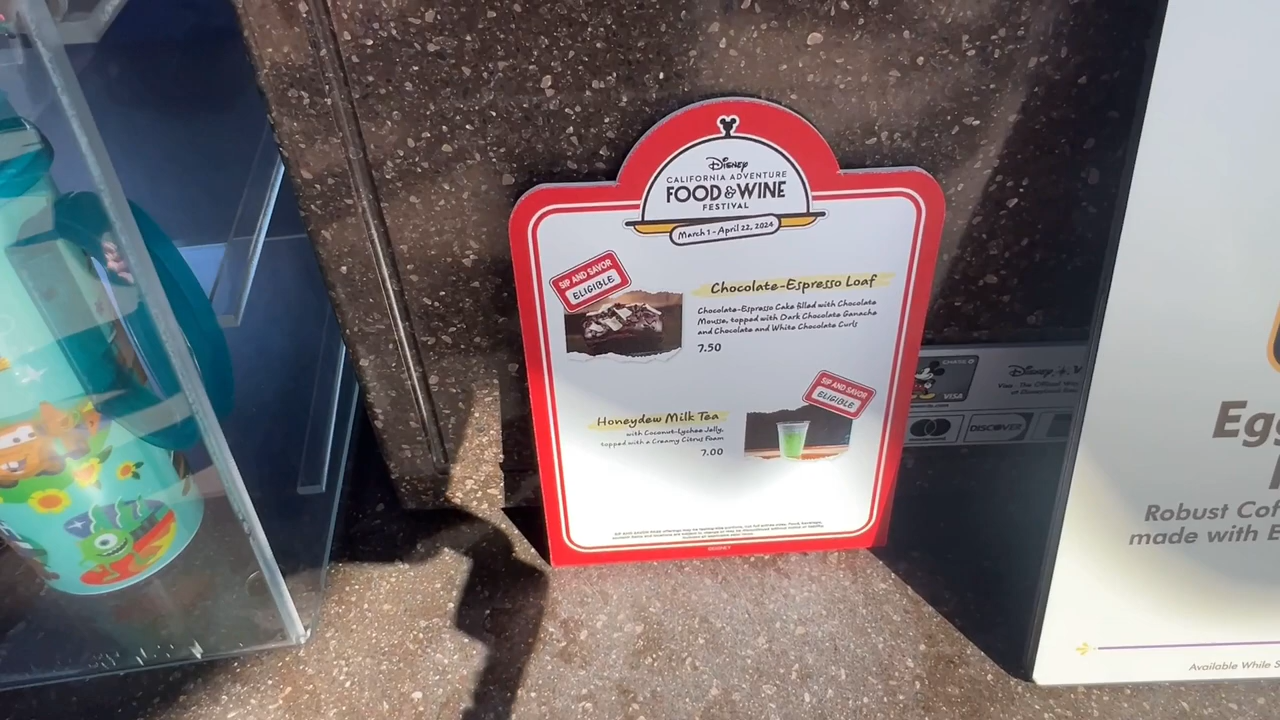 Disney
CALIFORNIA ADVENTURE
FOOD & WINE
FESTIVAL
March 1 - April 22, 2024
SIP AND SAVOR
ELIGIBLE
Chocolate-Espresso Loaf
Chocolate-Espresso Cake filled with Chocolate
Mousse, topped with Dark Chocolate Ganache
and Chocolate and White Chocolate Curls
7.50
SIP AND SAVOR
ELIGIBLE
Honeydew Milk Tea
with Coconut-Lychee Jelly,
topped with a Creamy Citrus Foam
7.00
CHASE
VISA
Disney
DISCOVER
Egg
Robust Cof
made with E
Available While S